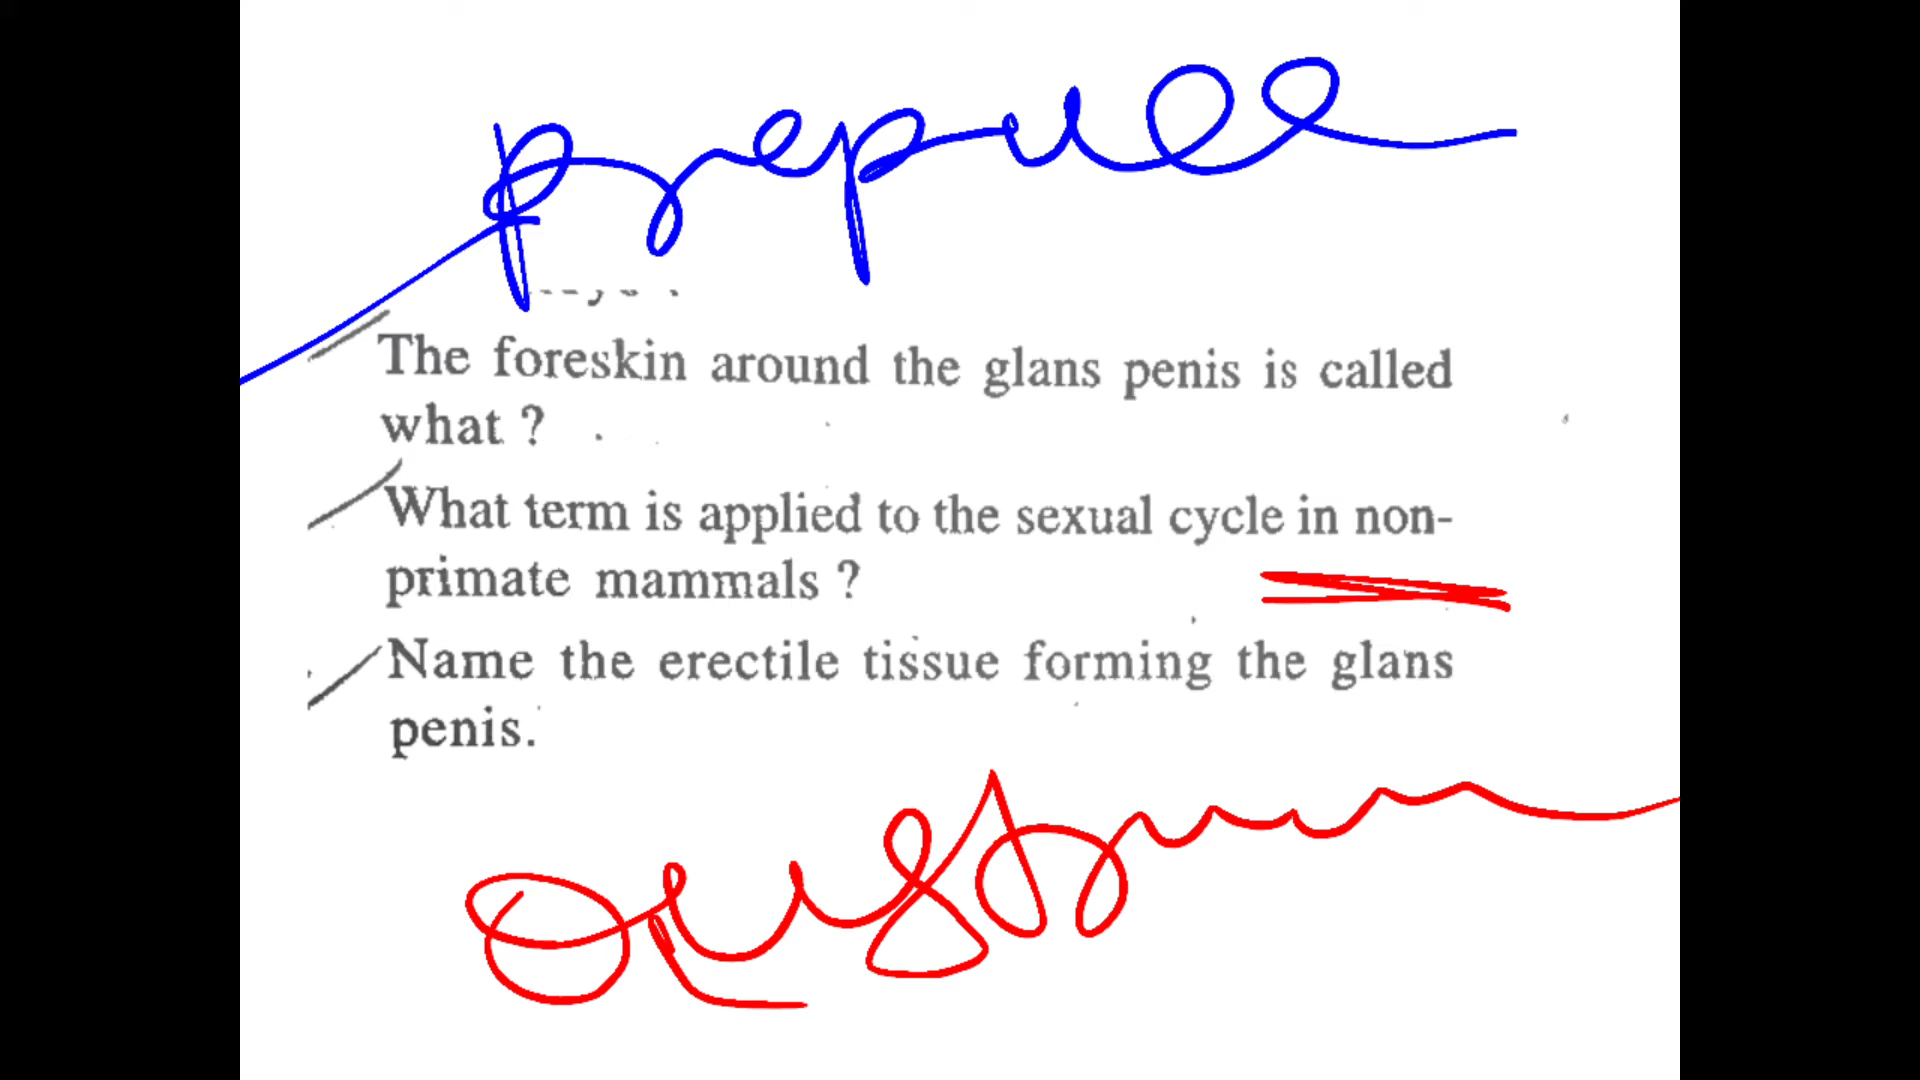 prepuce
The foreskin around the glans penis is called
what ?
What term is applied to the sexual cycle in non-
primate mammals ?
Name the erectile tissue forming the glans
penis.